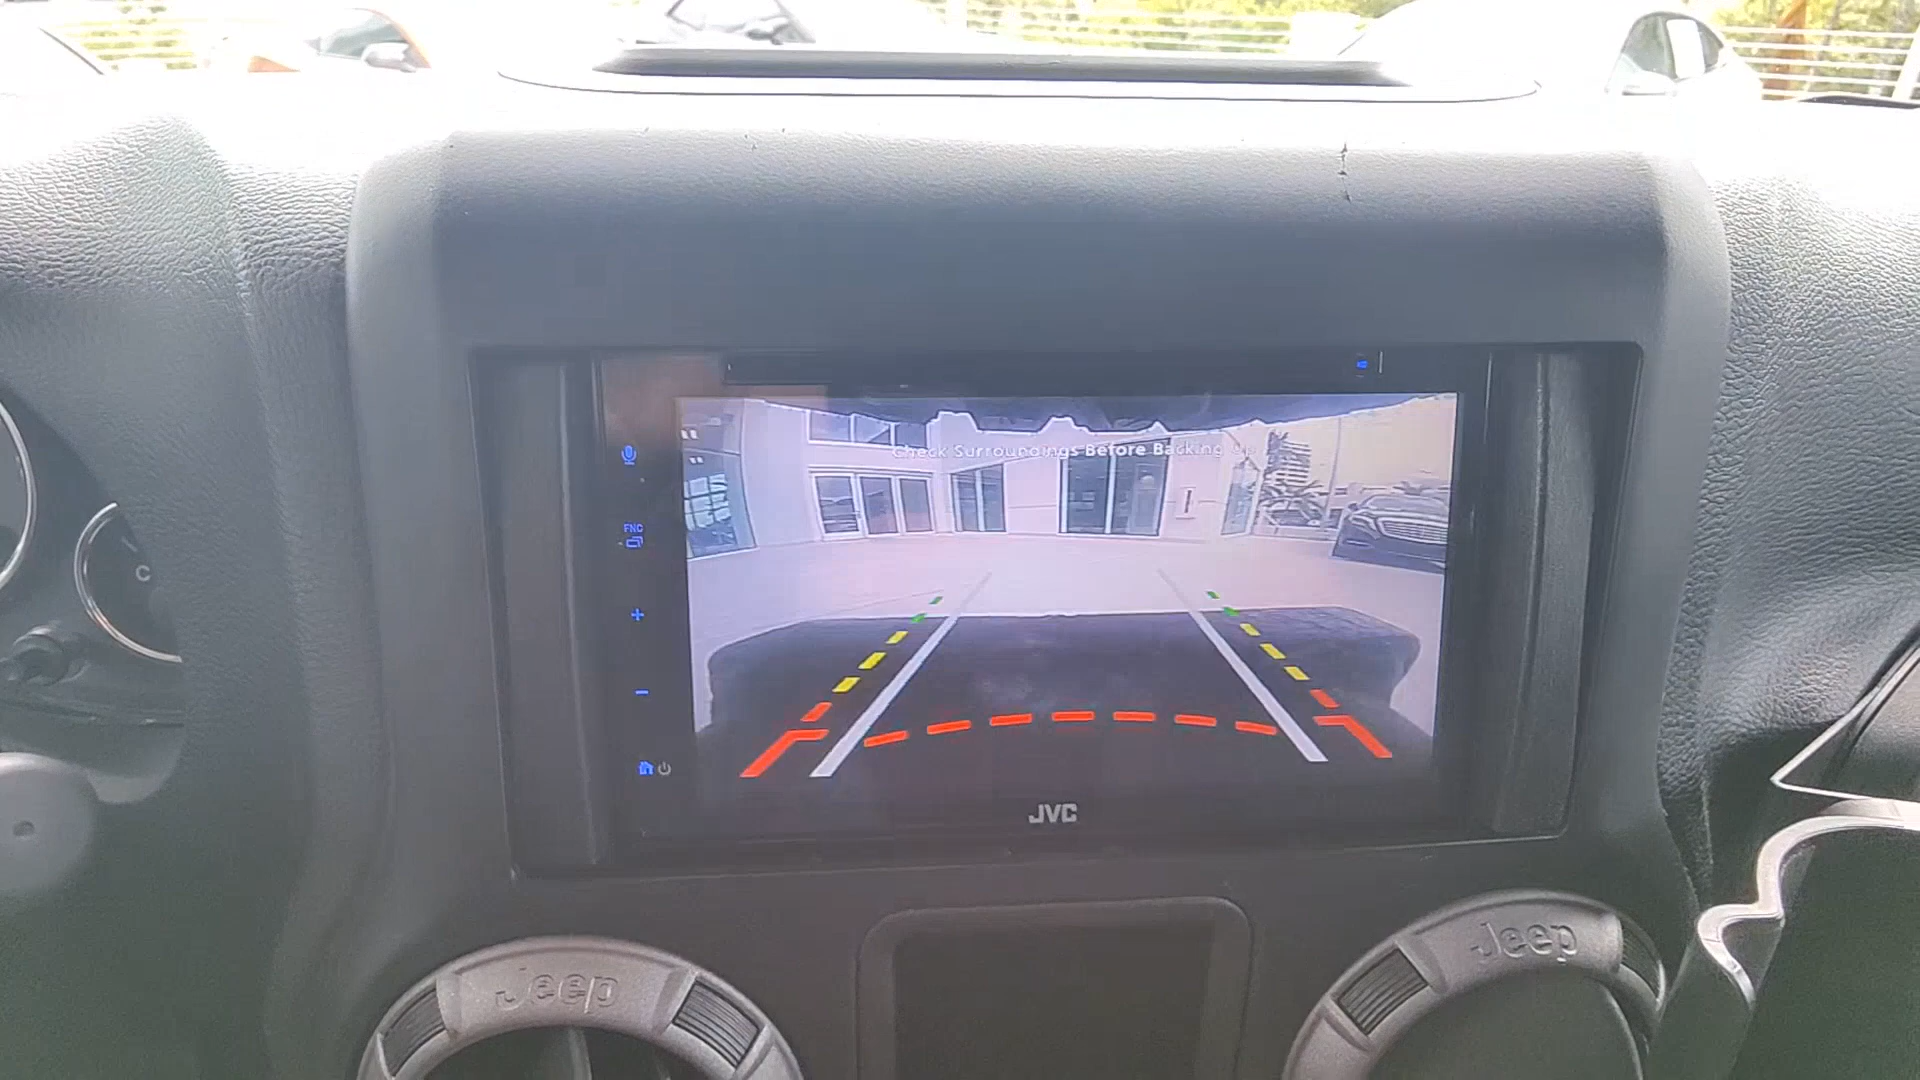 Check Surroundings Before Backing Up
FNC
C
JVC
Jeep
Jeep